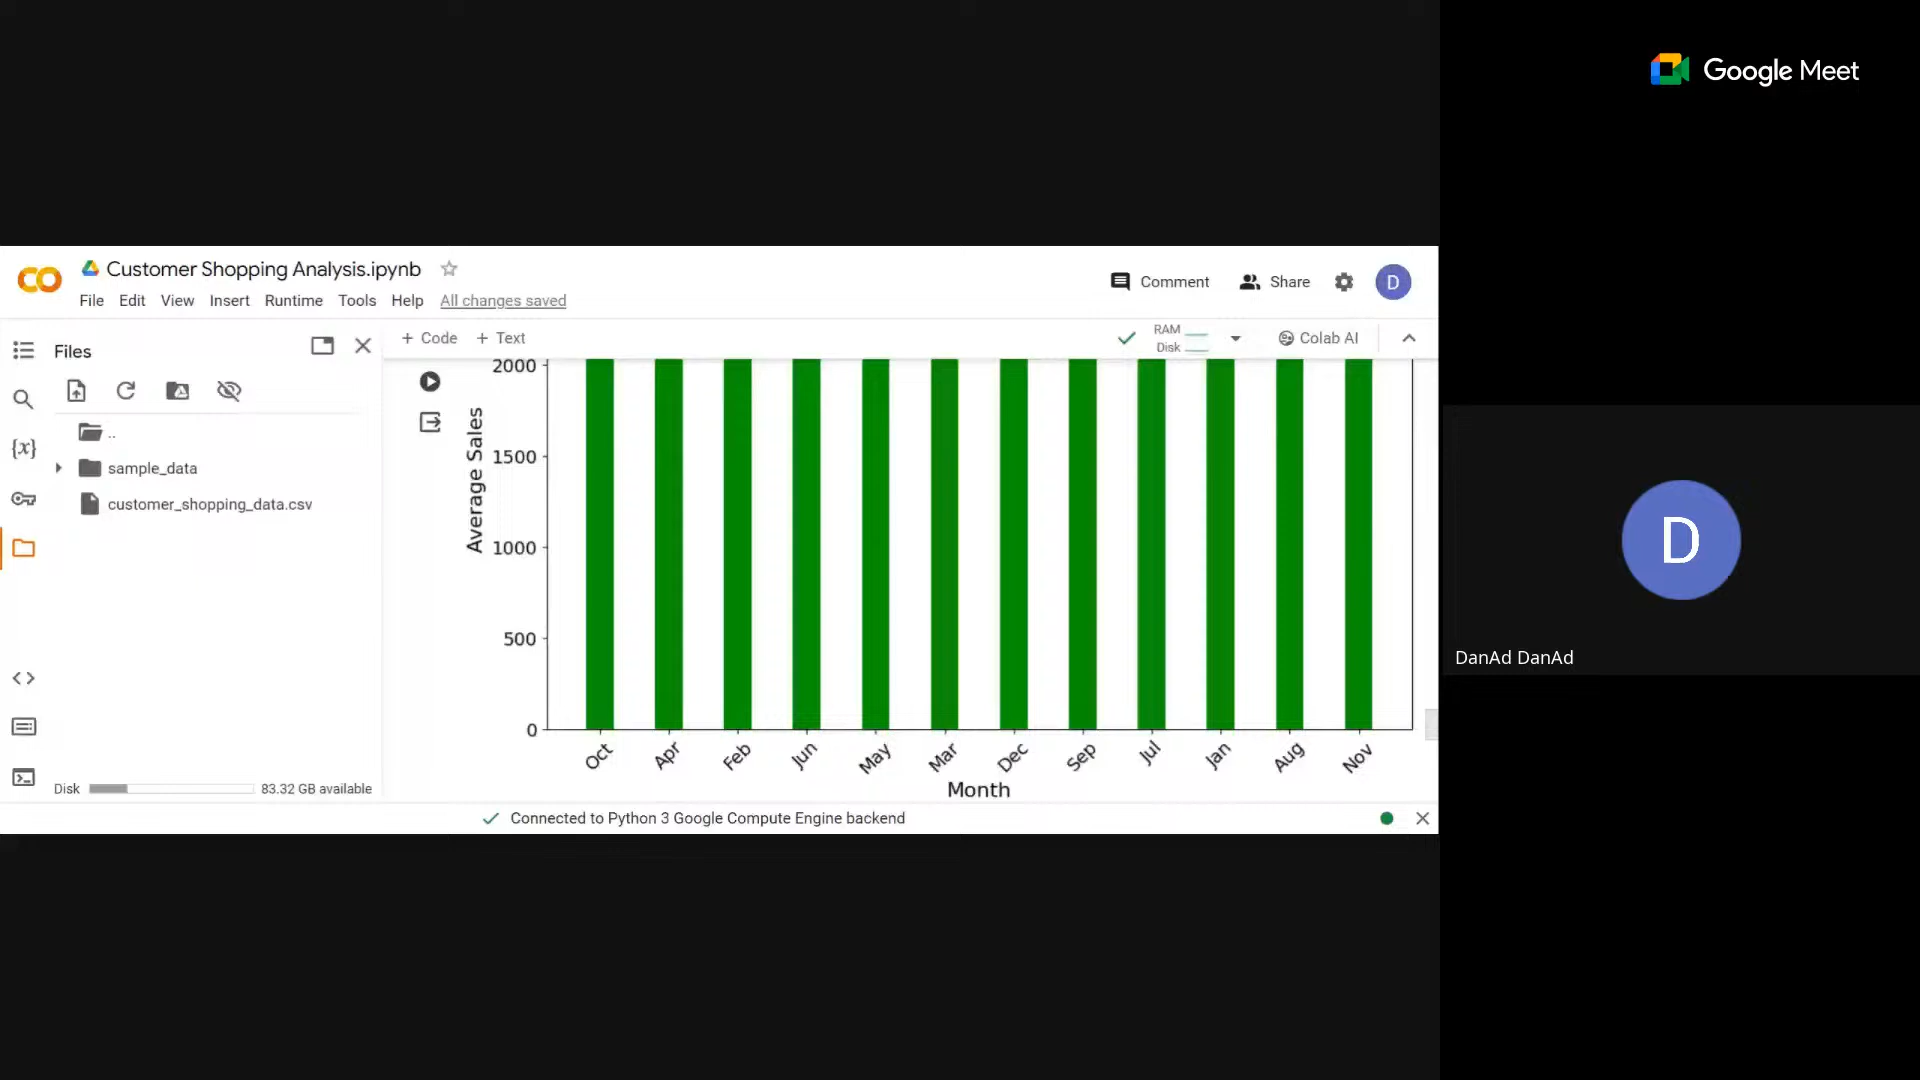 Google Meet
CO Customer Shopping Analysis.ipynb
File Edit View Insert Runtime Tools Help All changes saved
Comment Share D
Files
+ Code + Text
RAM
Disk
Colab AI
{x}
..
sample_data
customer_shopping_data.csv
Disk 83.32 GB available
Average Sales
2000
1500
1000
500
0
Oct Apr Feb Jun May Mar Dec Sep Jul Jan Aug Nov
Month
Connected to Python 3 Google Compute Engine backend
D
DanAd DanAd